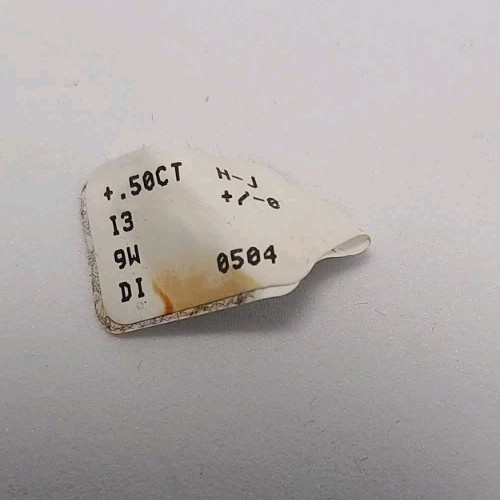 +.50CT H-J
I3 +/-0
9W
DI 0504